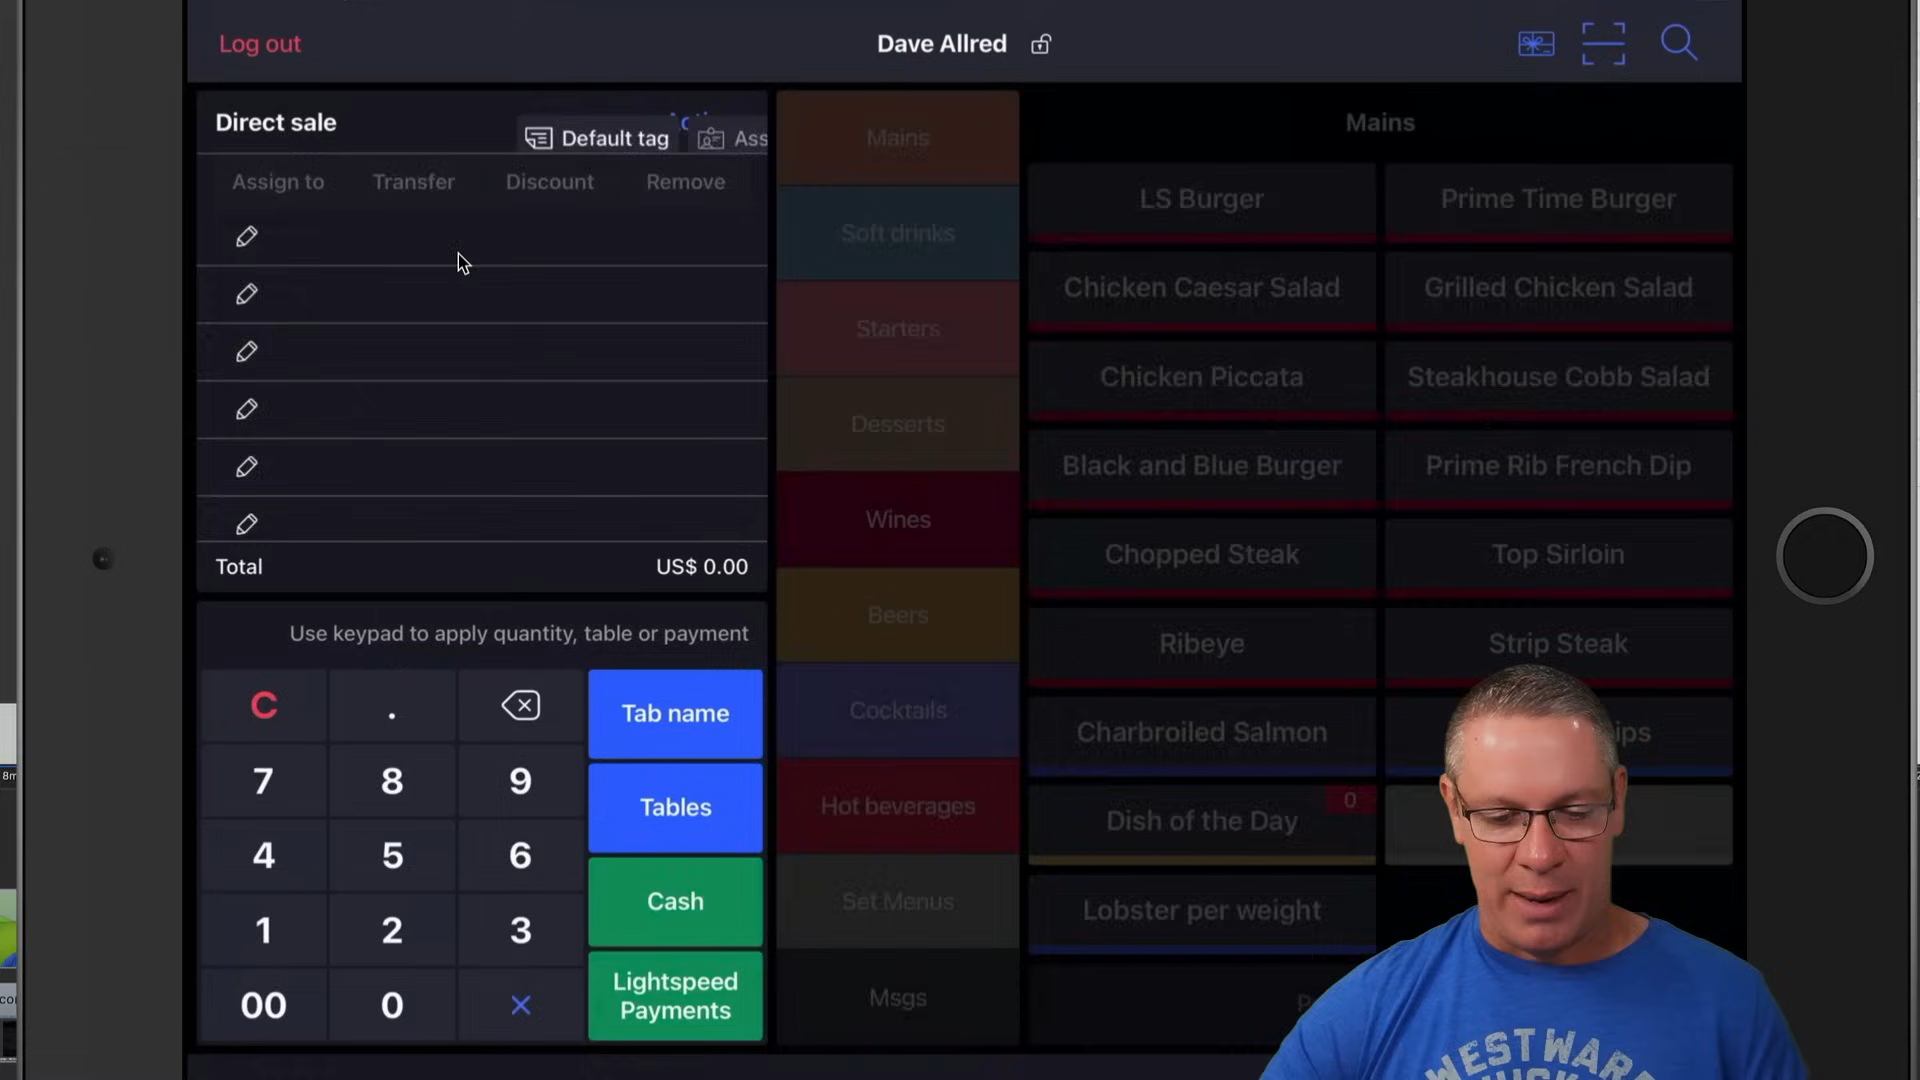 Log out
Dave Allred
Direct sale
Default tag
Ass
Assign to
Transfer
Discount
Remove
Total
US$ 0.00
Use keypad to apply quantity, table or payment
C
.
7
8
9
4
5
6
1
2
3
00
0
×
Tab name
Tables
Cash
Lightspeed
Payments
Mains
Soft drinks
Starters
Desserts
Wines
Beers
Cocktails
Hot beverages
Set Menus
Msgs
Mains
LS Burger
Prime Time Burger
Chicken Caesar Salad
Grilled Chicken Salad
Chicken Piccata
Steakhouse Cobb Salad
Black and Blue Burger
Prime Rib French Dip
Chopped Steak
Top Sirloin
Ribeye
Strip Steak
Charbroiled Salmon
ips
Dish of the Day
0
Lobster per weight
WESTWAR